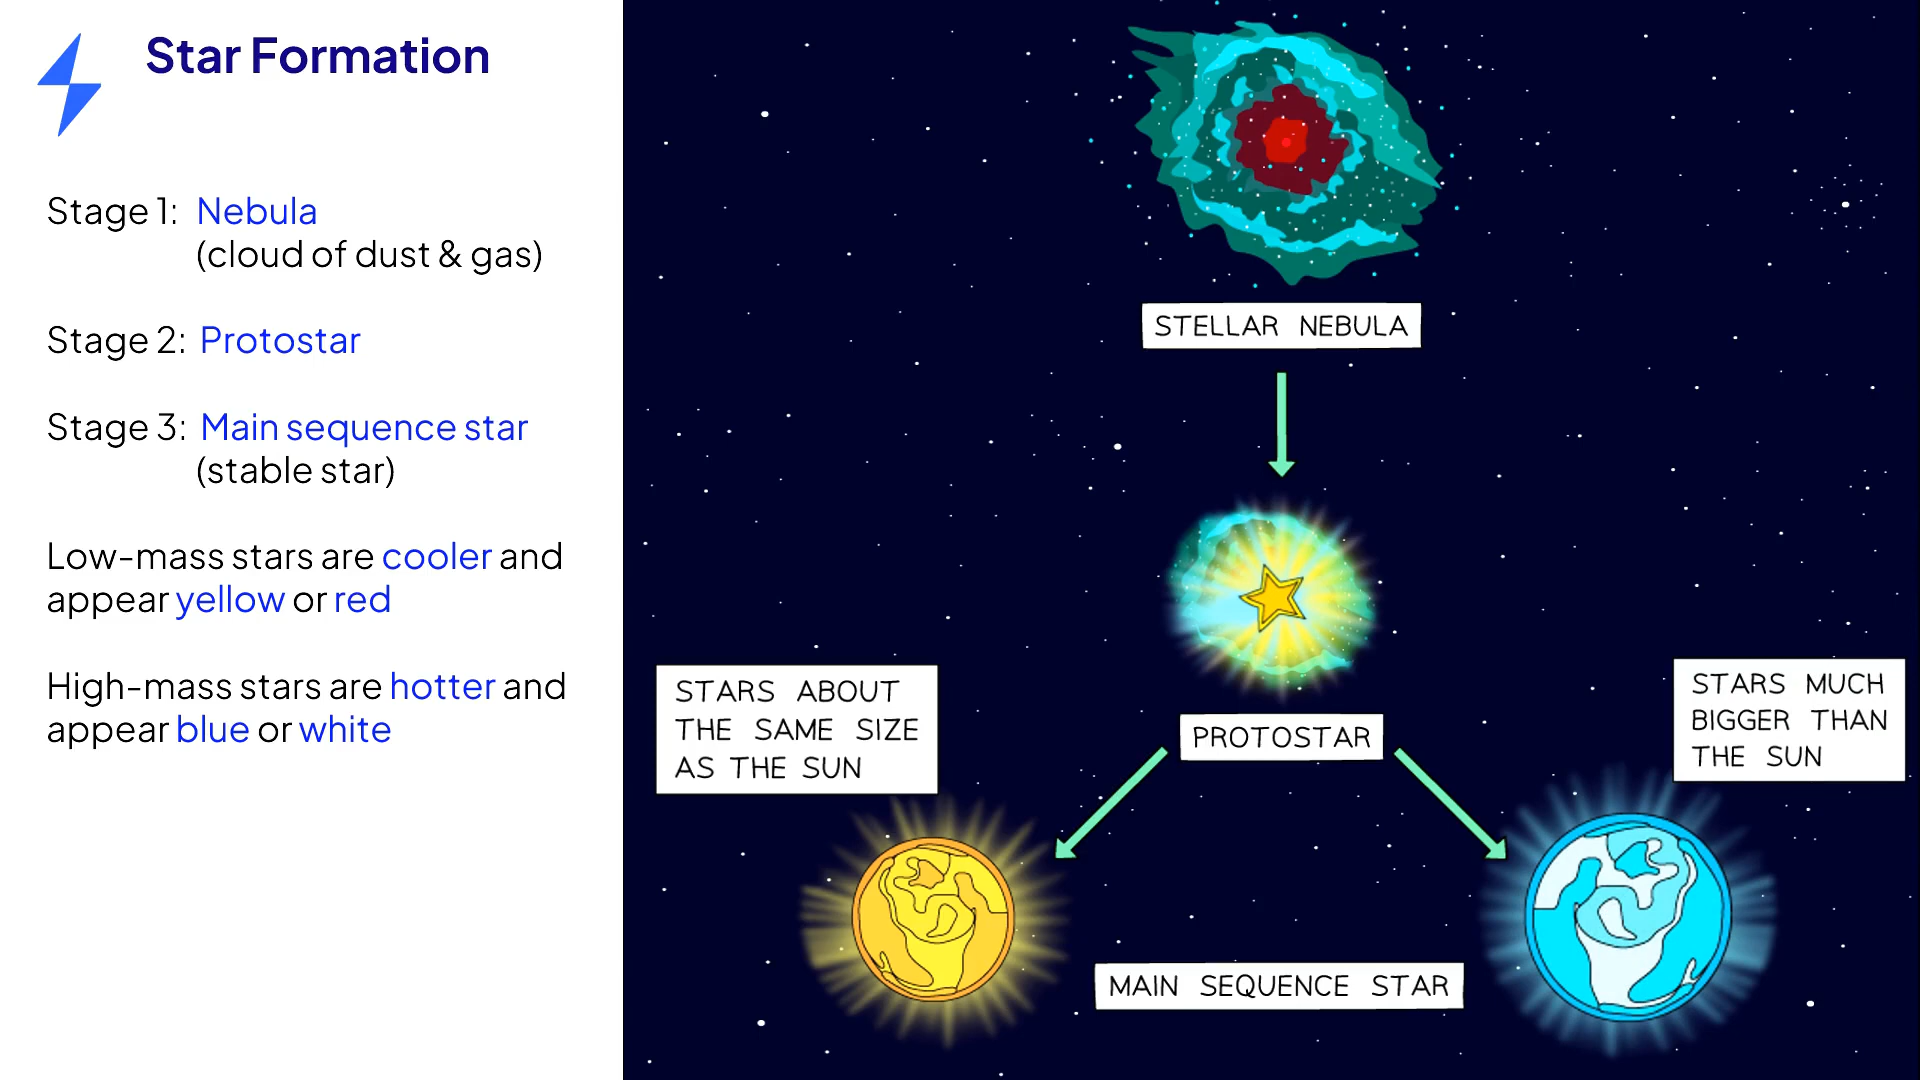 Star Formation
Stage 1: Nebula
(cloud of dust & gas)
Stage 2: Protostar
Stage 3: Main sequence star
(stable star)
Low-mass stars are cooler and
appear yellow or red
High-mass stars are hotter and
appear blue or white
STELLAR NEBULA
PROTOSTAR
STARS ABOUT
THE SAME SIZE
AS THE SUN
STARS MUCH
BIGGER THAN
THE SUN
MAIN SEQUENCE STAR